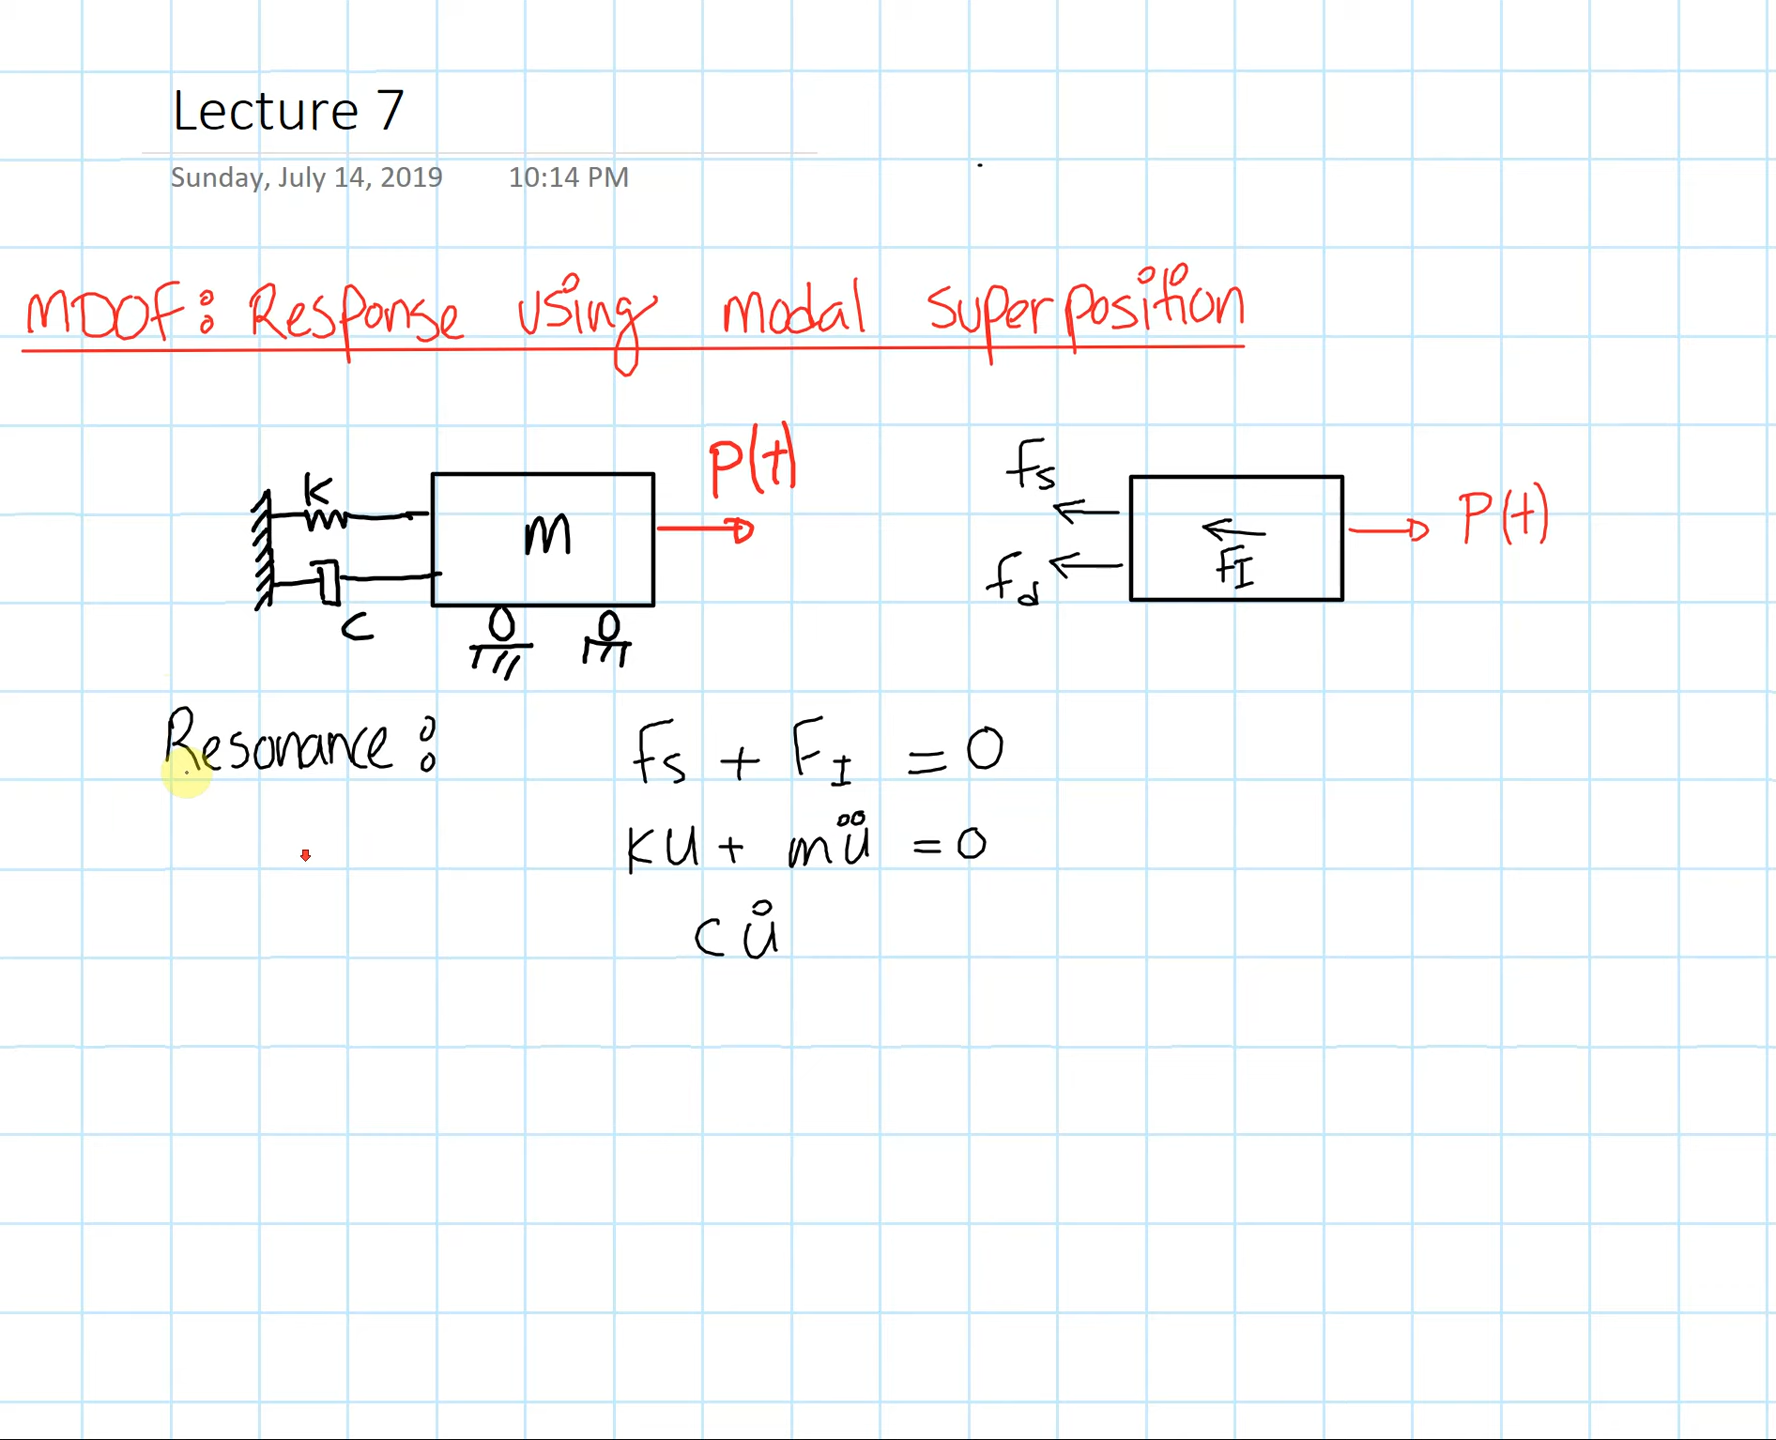 Lecture 7
Sunday, July 14, 2019 10:14 PM
MDOF: Response using modal superposition
K
C
m
P(t)
fs
fd
FI
P(t)
Resonance :
Fs + FI = 0
KU + mü = 0
C u̇